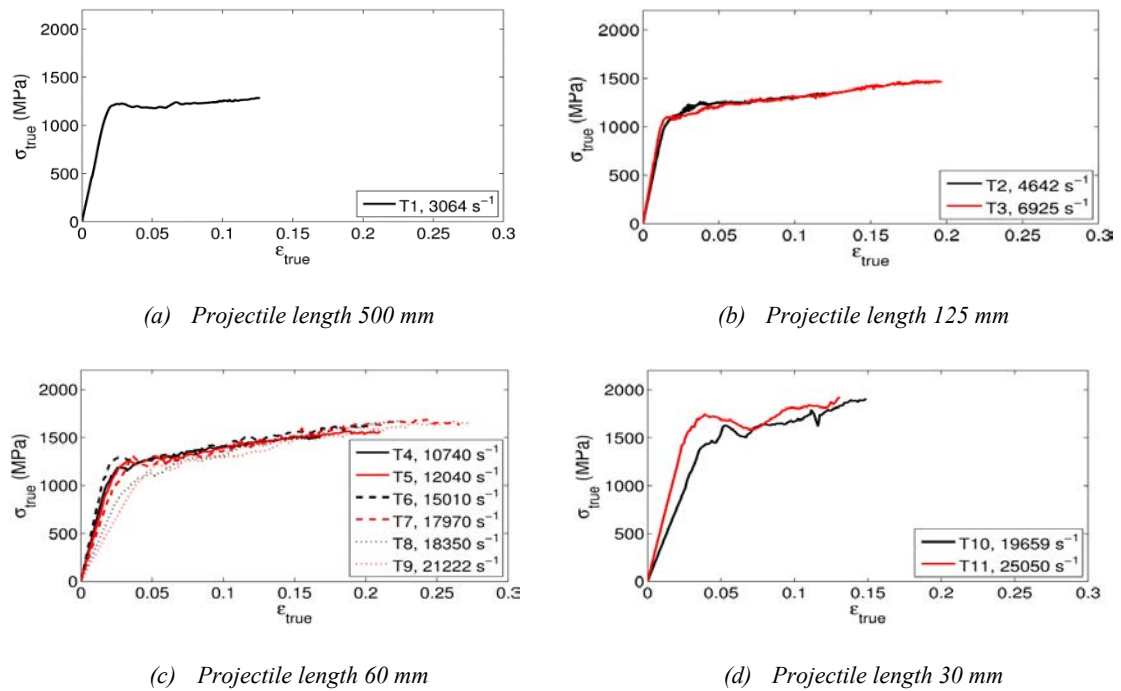 2000
1500
1000
500
0
σtrue (MPa)
T1, 3064 s⁻¹
0 0.05 0.1 0.15 0.2 0.25 0.3
εtrue
(a) Projectile length 500 mm
2000
1500
1000
500
0
σtrue (MPa)
T2, 4642 s⁻¹
T3, 6925 s⁻¹
0 0.05 0.1 0.15 0.2 0.25 0.3
εtrue
(b) Projectile length 125 mm
2000
1500
1000
500
0
σtrue (MPa)
T4, 10740 s⁻¹
T5, 12040 s⁻¹
T6, 15010 s⁻¹
T7, 17970 s⁻¹
T8, 18350 s⁻¹
T9, 21222 s⁻¹
0 0.05 0.1 0.15 0.2 0.25 0.3
εtrue
(c) Projectile length 60 mm
2000
1500
1000
500
0
σtrue (MPa)
T10, 19659 s⁻¹
T11, 25050 s⁻¹
0 0.05 0.1 0.15 0.2 0.25 0.3
εtrue
(d) Projectile length 30 mm